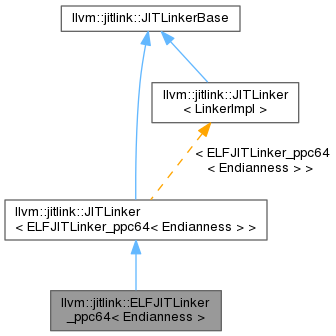 llvm::jitlink::JITLinkerBase
llvm::jitlink::JITLinker
< LinkerImpl >
< ELFJITLinker_ppc64
< Endianness > >
llvm::jitlink::JITLinker
< ELFJITLinker_ppc64< Endianness > >
llvm::jitlink::ELFJITLinker
_ppc64< Endianness >